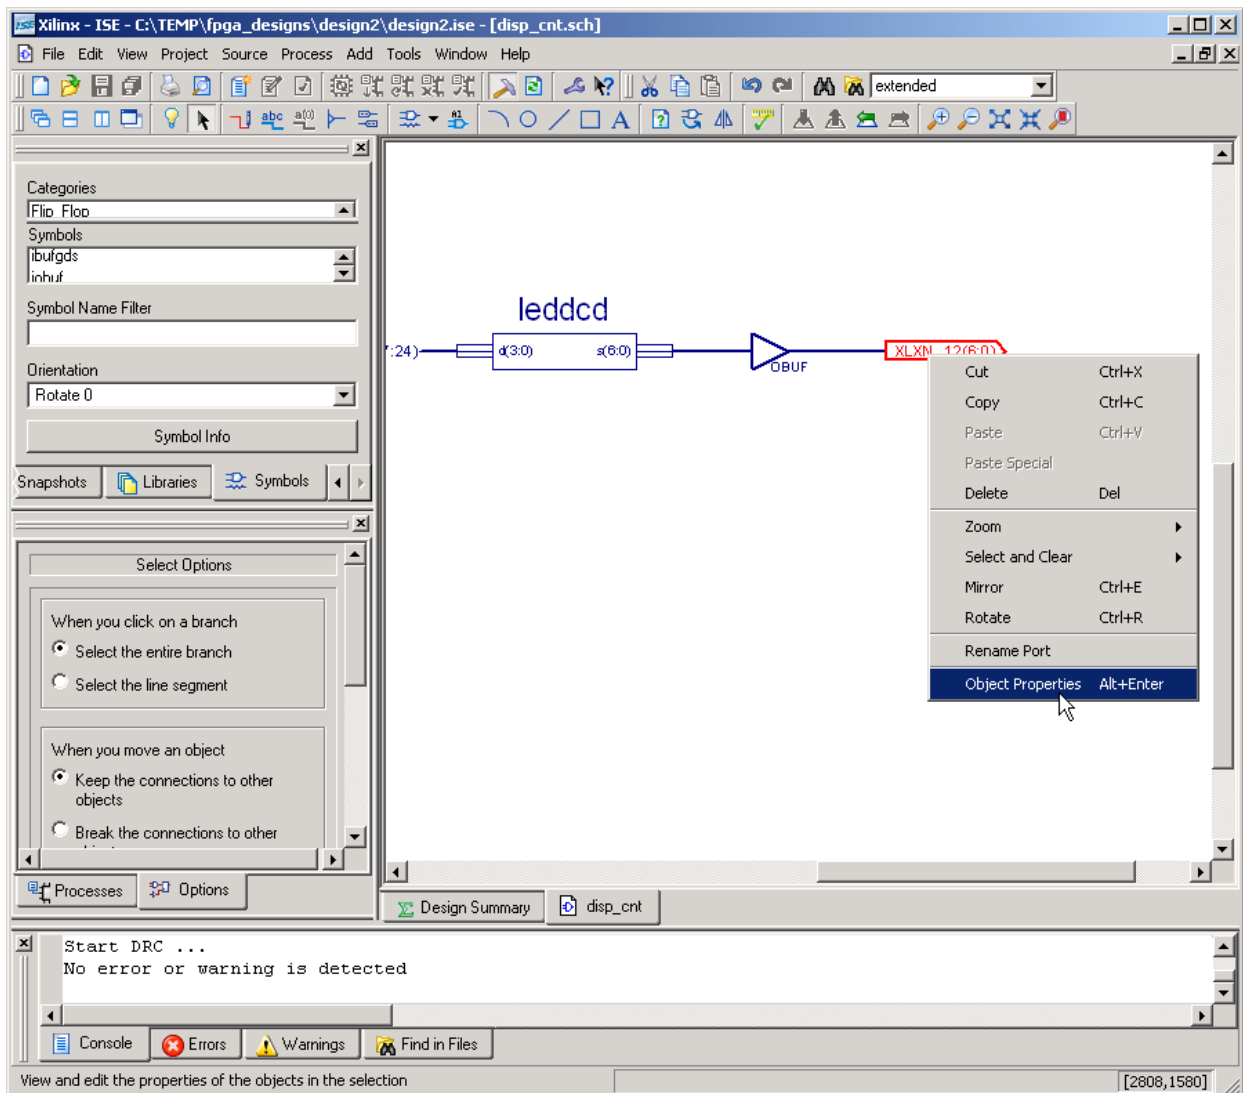 Xilinx - ISE - C:\TEMP\fpga_designs\design2\design2.ise - [disp_cnt.sch]
File Edit View Project Source Process Add Tools Window Help
extended
Categories
Flip_Flop
Symbols
ibufgds
iobuf
Symbol Name Filter
Orientation
Rotate 0
Symbol Info
Snapshots Libraries Symbols
Select Options
When you click on a branch
Select the entire branch
Select the line segment
When you move an object
Keep the connections to other
objects
Break the connections to other
Processes Options
leddcd
:24) d(3:0) s(6:0) OBUF XLXN_12(6:0)
Cut Ctrl+X
Copy Ctrl+C
Paste Ctrl+V
Paste Special
Delete Del
Zoom
Select and Clear
Mirror Ctrl+E
Rotate Ctrl+R
Rename Port
Object Properties Alt+Enter
Design Summary disp_cnt
Start DRC ...
No error or warning is detected
Console Errors Warnings Find in Files
View and edit the properties of the objects in the selection [2808,1580]